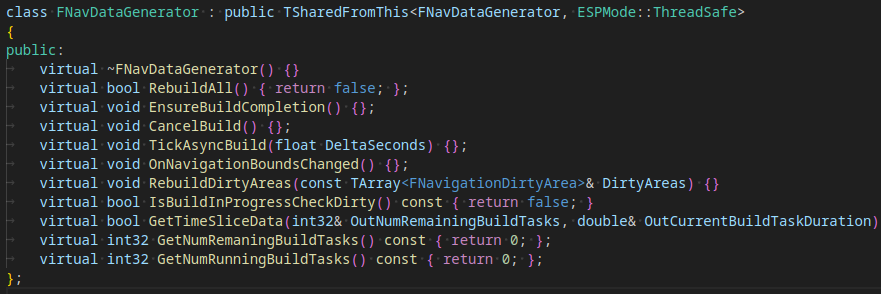 class FNavDataGenerator : public TSharedFromThis<FNavDataGenerator, ESPMode::ThreadSafe>
{
public:
    virtual ~FNavDataGenerator() {}
    virtual bool RebuildAll() { return false; };
    virtual void EnsureBuildCompletion() {};
    virtual void CancelBuild() {};
    virtual void TickAsyncBuild(float DeltaSeconds) {};
    virtual void OnNavigationBoundsChanged() {};
    virtual void RebuildDirtyAreas(const TArray<FNavigationDirtyArea>& DirtyAreas) {}
    virtual bool IsBuildInProgressCheckDirty() const { return false; }
    virtual bool GetTimeSliceData(int32& OutNumRemainingBuildTasks, double& OutCurrentBuildTaskDuration)
    virtual int32 GetNumRemaningBuildTasks() const { return 0; };
    virtual int32 GetNumRunningBuildTasks() const { return 0; };
};